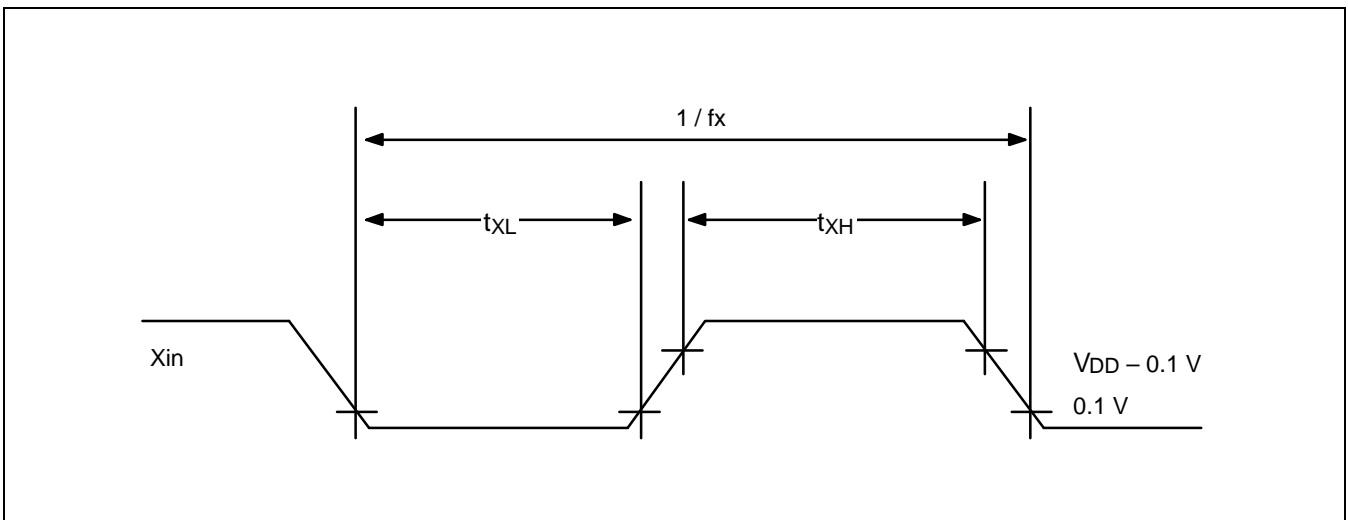 1 / fx
tXL
tXH
Xin
VDD – 0.1 V
0.1 V